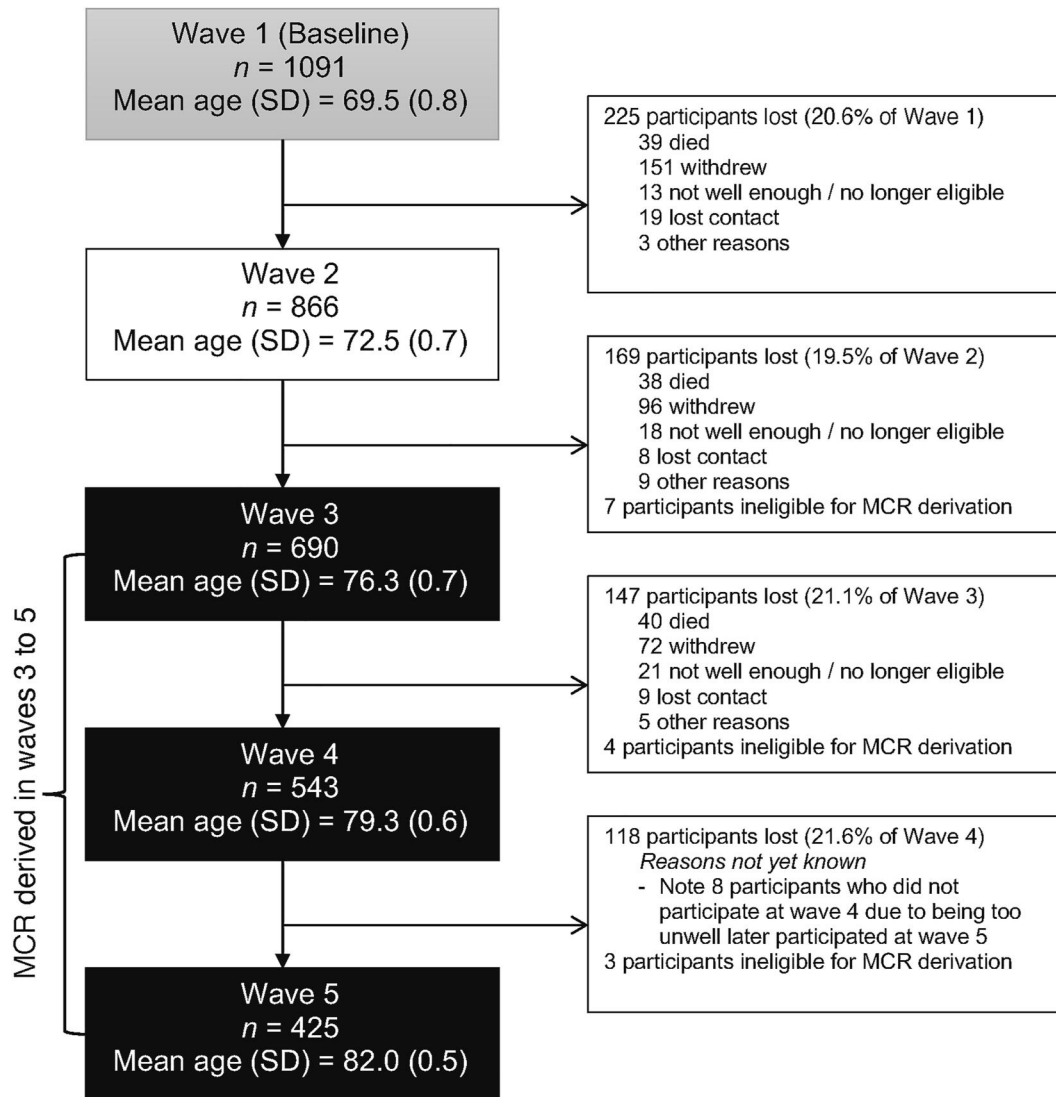 Wave 1 (Baseline)
n = 1091
Mean age (SD) = 69.5 (0.8)
225 participants lost (20.6% of Wave 1)
39 died
151 withdrew
13 not well enough / no longer eligible
19 lost contact
3 other reasons
Wave 2
n = 866
Mean age (SD) = 72.5 (0.7)
169 participants lost (19.5% of Wave 2)
38 died
96 withdrew
18 not well enough / no longer eligible
8 lost contact
9 other reasons
7 participants ineligible for MCR derivation
MCR derived in waves 3 to 5
Wave 3
n = 690
Mean age (SD) = 76.3 (0.7)
147 participants lost (21.1% of Wave 3)
40 died
72 withdrew
21 not well enough / no longer eligible
9 lost contact
5 other reasons
4 participants ineligible for MCR derivation
Wave 4
n = 543
Mean age (SD) = 79.3 (0.6)
118 participants lost (21.6% of Wave 4)
Reasons not yet known
- Note 8 participants who did not
participate at wave 4 due to being too
unwell later participated at wave 5
3 participants ineligible for MCR derivation
Wave 5
n = 425
Mean age (SD) = 82.0 (0.5)